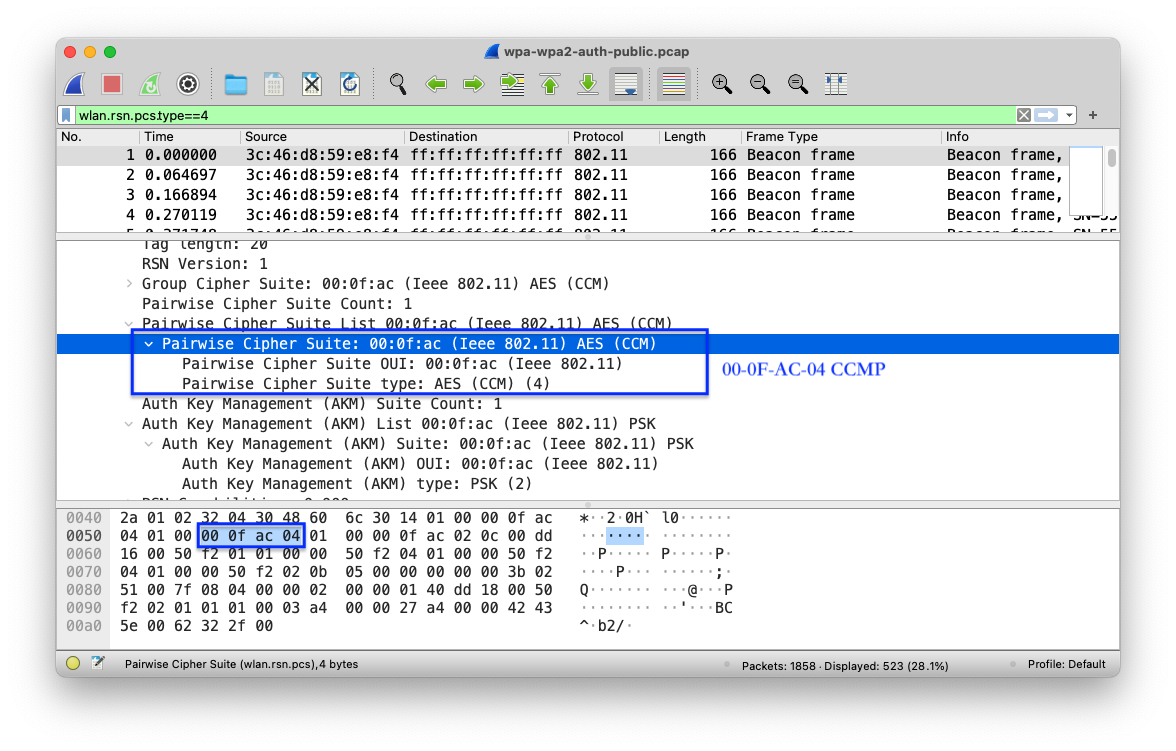 wpa-wpa2-auth-public.pcap
wlan.rsn.pcs.type==4
No. Time Source Destination Protocol Length Frame Type Info
1 0.000000 3c:46:d8:59:e8:f4 ff:ff:ff:ff:ff:ff 802.11 166 Beacon frame Beacon frame,
2 0.064697 3c:46:d8:59:e8:f4 ff:ff:ff:ff:ff:ff 802.11 166 Beacon frame Beacon frame,
3 0.166894 3c:46:d8:59:e8:f4 ff:ff:ff:ff:ff:ff 802.11 166 Beacon frame Beacon frame,
4 0.270119 3c:46:d8:59:e8:f4 ff:ff:ff:ff:ff:ff 802.11 166 Beacon frame Beacon frame,
Tag length: 20
RSN Version: 1
Group Cipher Suite: 00:0f:ac (Ieee 802.11) AES (CCM)
Pairwise Cipher Suite Count: 1
Pairwise Cipher Suite List 00:0f:ac (Ieee 802.11) AES (CCM)
Pairwise Cipher Suite: 00:0f:ac (Ieee 802.11) AES (CCM)
Pairwise Cipher Suite OUI: 00:0f:ac (Ieee 802.11)
Pairwise Cipher Suite type: AES (CCM) (4)
00-0F-AC-04 CCMP
Auth Key Management (AKM) Suite Count: 1
Auth Key Management (AKM) List 00:0f:ac (Ieee 802.11) PSK
Auth Key Management (AKM) Suite: 00:0f:ac (Ieee 802.11) PSK
Auth Key Management (AKM) OUI: 00:0f:ac (Ieee 802.11)
Auth Key Management (AKM) type: PSK (2)
0040 2a 01 02 32 04 30 48 60 6c 30 14 01 00 00 0f ac *··2·0H` l0······
0050 04 01 00 00 0f ac 04 01 00 00 0f ac 02 0c 00 dd ········ ········
0060 16 00 50 f2 01 01 00 00 50 f2 04 01 00 00 50 f2 ··P····· P·····P·
0070 04 01 00 00 50 f2 02 0b 05 00 00 00 00 00 3b 02 ····P··· ······;·
0080 51 00 7f 08 04 00 00 02 00 00 01 40 dd 18 00 50 Q······· ···@···P
0090 f2 02 01 01 01 00 03 a4 00 00 27 a4 00 00 42 43 ········ ··'···BC
00a0 5e 00 62 32 2f 00 ^·b2/·
Pairwise Cipher Suite (wlan.rsn.pcs), 4 bytes Packets: 1858 · Displayed: 523 (28.1%) Profile: Default